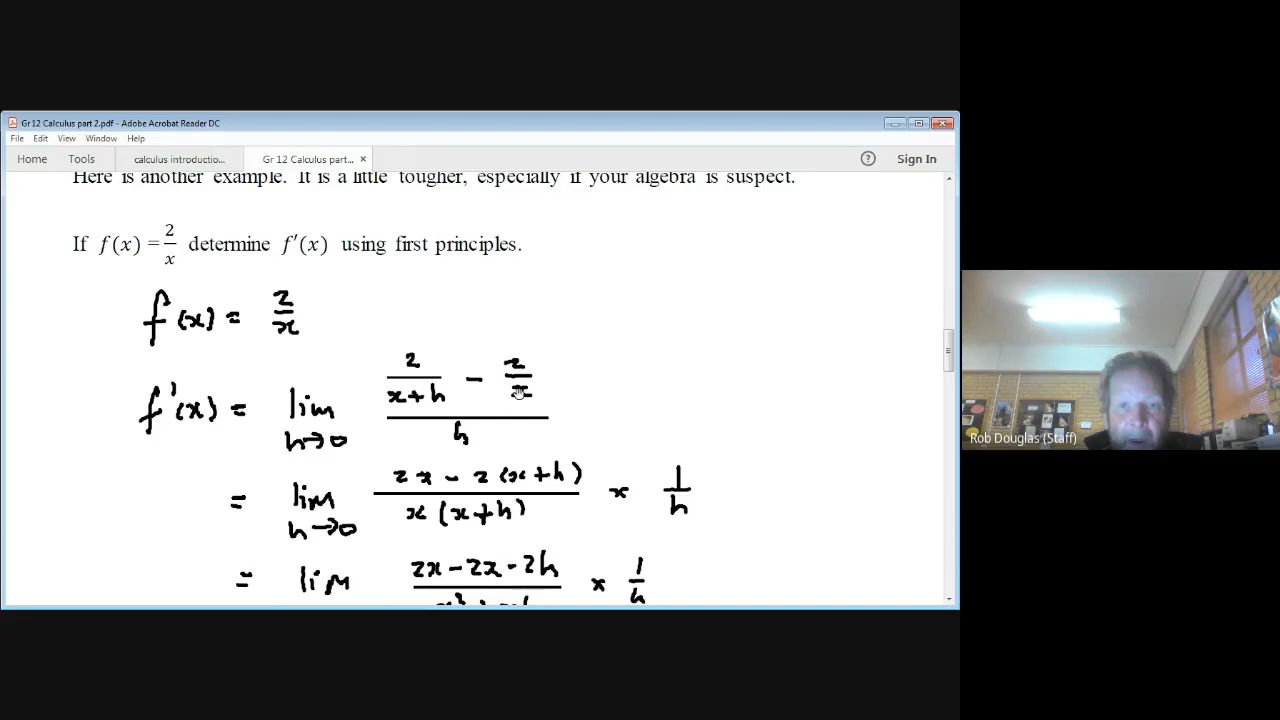 Gr 12 Calculus part 2.pdf - Adobe Acrobat Reader DC
File Edit View Window Help
Home Tools calculus introductio... Gr 12 Calculus part... × Sign In
Here is another example. It is a little tougher, especially if your algebra is suspect.
If f(x) = 2/x determine f′(x) using first principles.
f(x) = 2/x
f'(x) = lim h→0 (2/(x+h) - 2/x)/h
= lim h→0 (2x - 2(x+h))/(x(x+h)) × 1/h
= lim (2x - 2x - 2h)/ × 1/h
Rob Douglas (Staff)